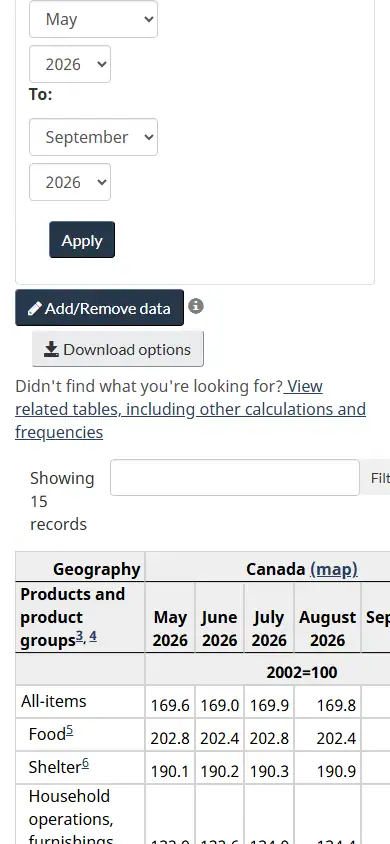 May
2026
To:
September
2026
Apply
Add/Remove data
Download options
Didn't find what you're looking for? View
related tables, including other calculations and
frequencies
Showing
15
records
Geography
Canada (map)
Products and
product
groups3, 4
May
2026
June
2026
July
2026
August
2026
2002=100
All-items 169.6 169.0 169.9 169.8
Food5 202.8 202.4 202.8 202.4
Shelter6 190.1 190.2 190.3 190.9
Household
operations,